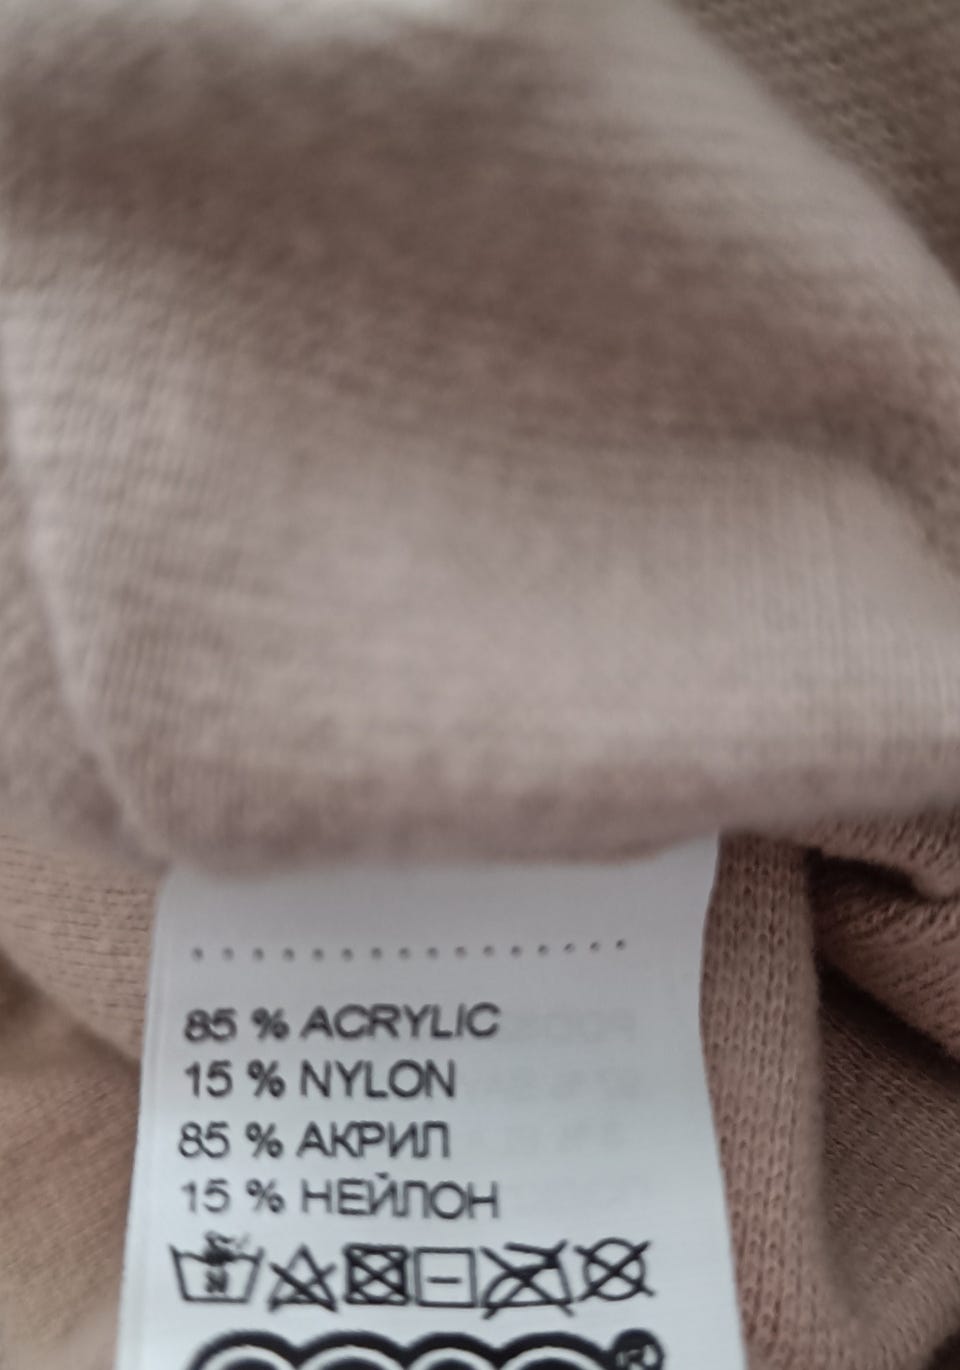 85 % ACRYLIC
15 % NYLON
85 % АКРИЛ
15 % НЕЙЛОН
®